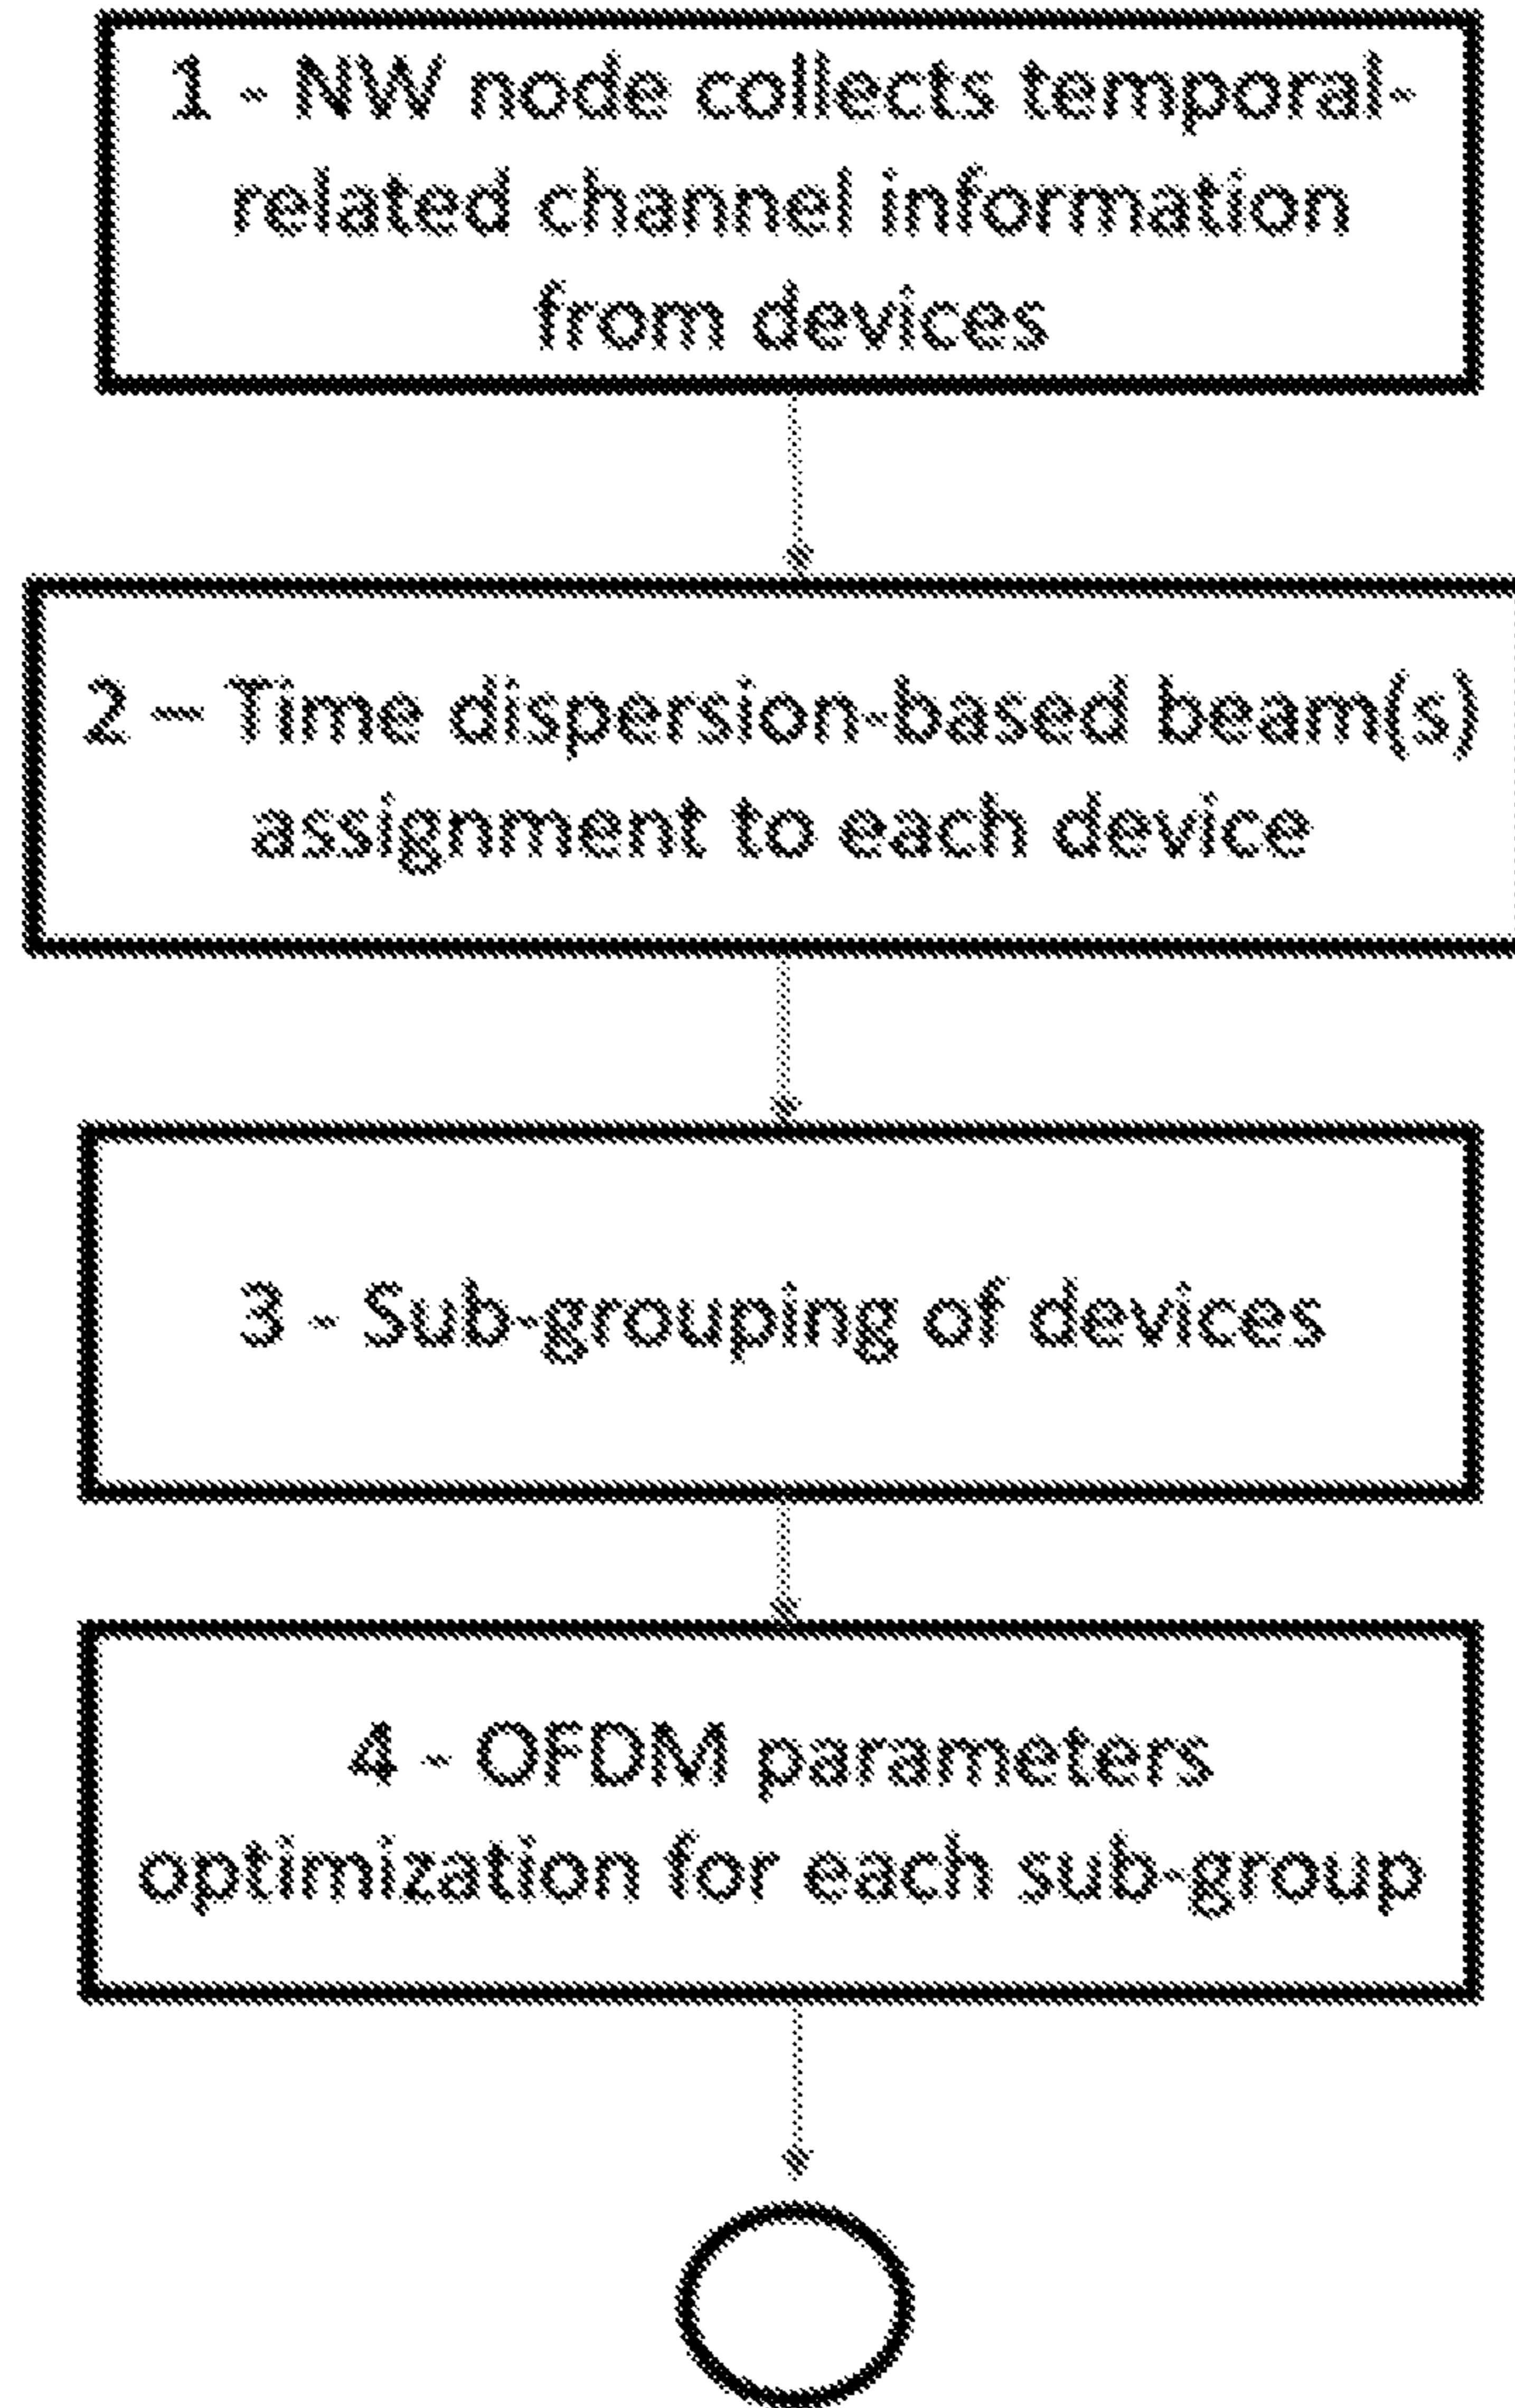 1 - NW node collects temporal-
related channel information
from devices
2 – Time dispersion-based beam(s)
assignment to each device
3 - Sub-grouping of devices
4 - OFDM parameters
optimization for each sub-group